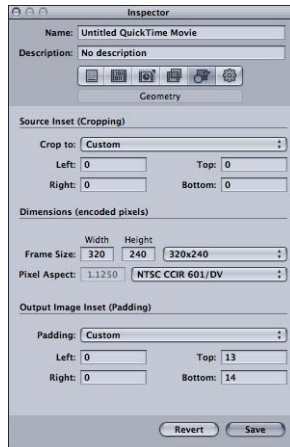 Inspector
Name: Untitled QuickTime Movie
Description: No description
Geometry
Source Inset (Cropping)
Crop to: Custom
Left: 0 Top: 0
Right: 0 Bottom: 0
Dimensions (encoded pixels)
Width Height
Frame Size: 320 240 320x240
Pixel Aspect: 1.1250 NTSC CCIR 601/DV
Output Image Inset (Padding)
Padding: Custom
Left: 0 Top: 13
Right: 0 Bottom: 14
Revert Save